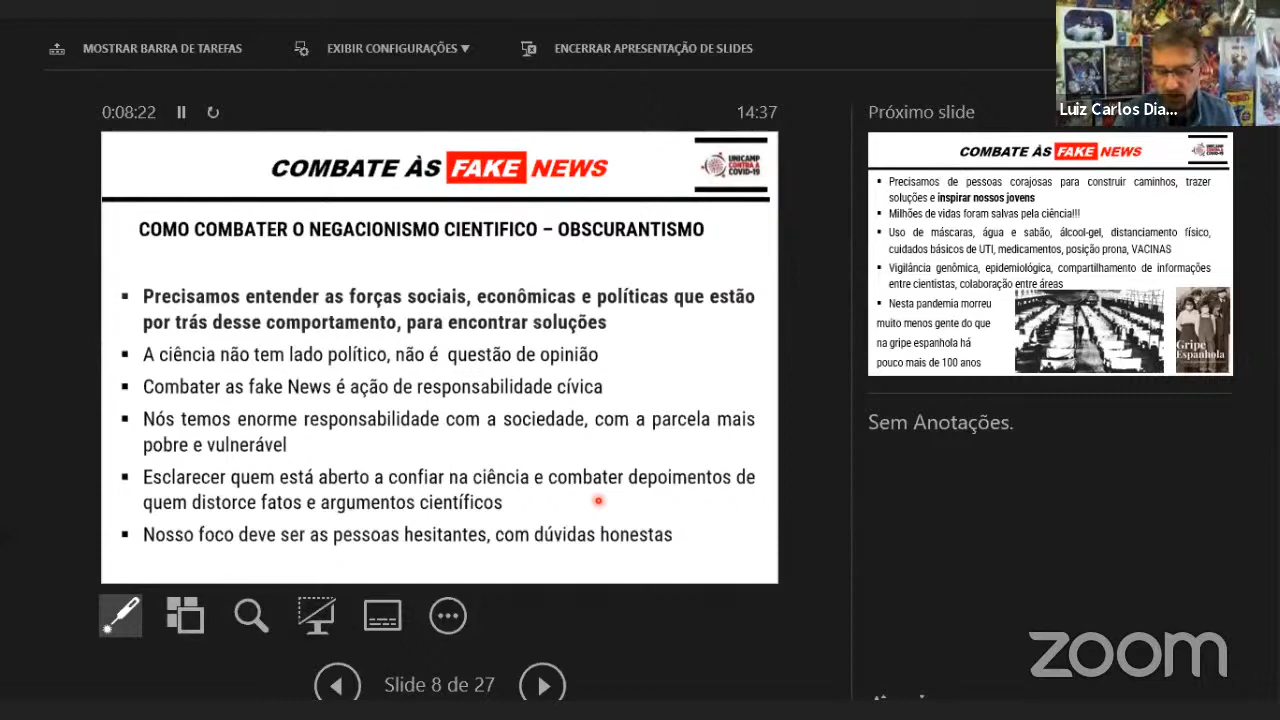 MOSTRAR BARRA DE TAREFAS
EXIBIR CONFIGURAÇÕES ▼
ENCERRAR APRESENTAÇÃO DE SLIDES
Luiz Carlos Dia...
0:08:22
14:37
Próximo slide
COMBATE ÀS FAKE NEWS
UNICAMP
CONTRA A
COVID-19
COMO COMBATER O NEGACIONISMO CIENTIFICO – OBSCURANTISMO
▪ Precisamos entender as forças sociais, econômicas e políticas que estão
por trás desse comportamento, para encontrar soluções
▪ A ciência não tem lado político, não é questão de opinião
▪ Combater as fake News é ação de responsabilidade cívica
▪ Nós temos enorme responsabilidade com a sociedade, com a parcela mais
pobre e vulnerável
▪ Esclarecer quem está aberto a confiar na ciência e combater depoimentos de
quem distorce fatos e argumentos científicos
▪ Nosso foco deve ser as pessoas hesitantes, com dúvidas honestas
COMBATE ÀS FAKE NEWS
▪ Precisamos de pessoas corajosas para construir caminhos, trazer
soluções e inspirar nossos jovens
▪ Milhões de vidas foram salvas pela ciência!!!
▪ Uso de máscaras, água e sabão, álcool-gel, distanciamento físico,
cuidados básicos de UTI, medicamentos, posição prona, VACINAS
▪ Vigilância genômica, epidemiológica, compartilhamento de informações
entre cientistas, colaboração entre áreas
▪ Nesta pandemia morreu
muito menos gente do que
na gripe espanhola há
pouco mais de 100 anos
Gripe
Espanhola
Sem Anotações.
Slide 8 de 27
zoom